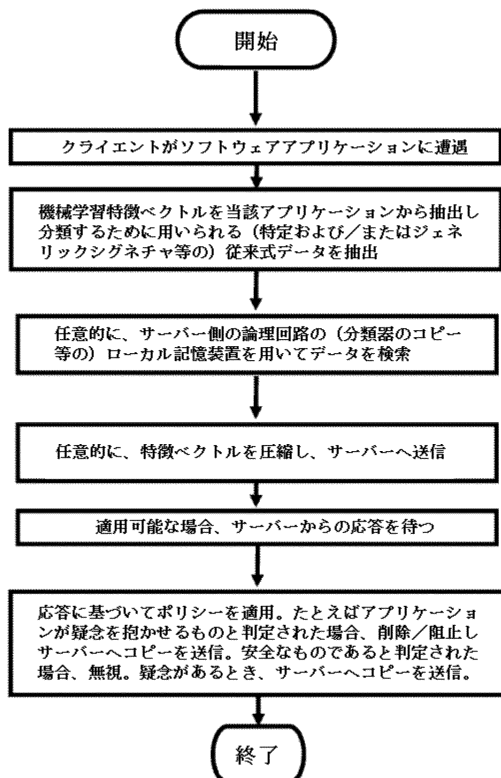 開始
クライエントがソフトウェアアプリケーションに遭遇
機械学習特徴ベクトルを当該アプリケーションから抽出し
分類するために用いられる（特定および／またはジェネ
リックシグネチャ等の）従来式データを抽出
任意的に、サーバー側の論理回路の（分類器のコピー
等の）ローカル記憶装置を用いてデータを検索
任意的に、特徴ベクトルを圧縮し、サーバーへ送信
適用可能な場合、サーバーからの応答を待つ
応答に基づいてポリシーを適用。たとえばアプリケーション
が疑念を抱かせるものと判定された場合、削除／阻止し
サーバーへコピーを送信。安全なものであると判定された
場合、無視。疑念があるとき、サーバーへコピーを送信。
終了